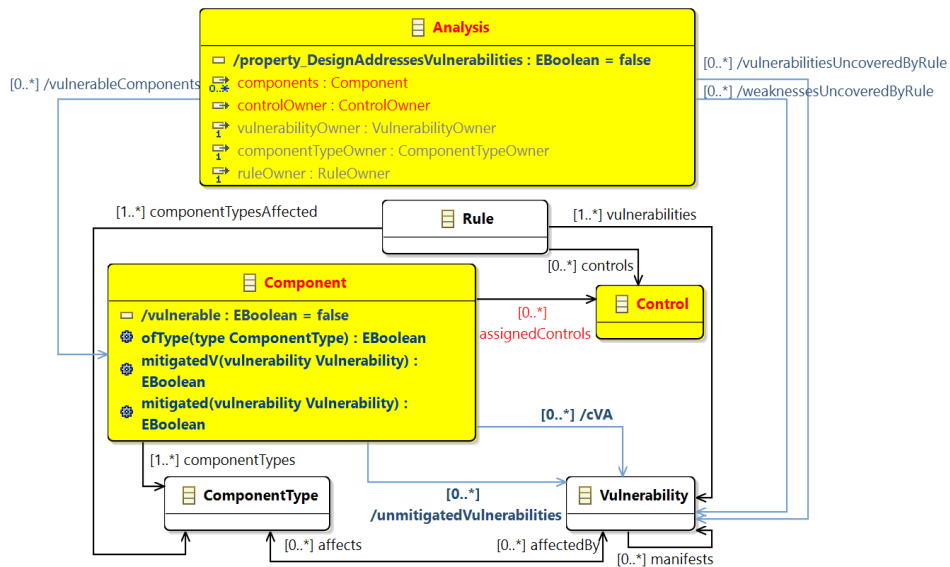 Analysis
/property_DesignAddressesVulnerabilities : EBoolean = false
[0..*] /vulnerableComponents
[0..*] /vulnerabilitiesUncoveredByRule
0..*
components : Component
[0..*] /weaknessesUncoveredByRule
controlOwner : ControlOwner
1
vulnerabilityOwner : VulnerabilityOwner
1
componentTypeOwner : ComponentTypeOwner
1
ruleOwner : RuleOwner
[1..*] componentTypesAffected
Rule
[1..*] vulnerabilities
[0..*] controls
Component
Control
/vulnerable : EBoolean = false
ofType(type ComponentType) : EBoolean
mitigatedV(vulnerability Vulnerability) :
EBoolean
mitigated(vulnerability Vulnerability) :
EBoolean
[0..*]
assignedControls
[0..*] /cVA
[1..*] componentTypes
ComponentType
[0..*]
/unmitigatedVulnerabilities
Vulnerability
[0..*] affects
[0..*] affectedBy
[0..*] manifests